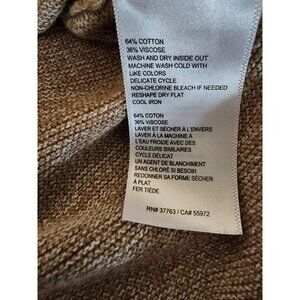 64% COTTON
36% VISCOSE
WASH AND DRY INSIDE OUT
MACHINE WASH COLD WITH
LIKE COLORS
DELICATE CYCLE
NON-CHLORINE BLEACH IF NEEDED
RESHAPE DRY FLAT
COOL IRON
64% COTTON
36% VISCOSE
LAVER ET SÉCHER À L'ENVERS
LAVER À LA MACHINE À
L'EAU FROIDE AVEC DES
COULEURS SIMILAIRES
CYCLE DÉLICAT
UN AGENT DE BLANCHIMENT
SANS CHLORÉ SI BESOIN
REDONNER SA FORME SÉCHER
À PLAT
FER TIÉDE
RN# 37763 / CA# 55972